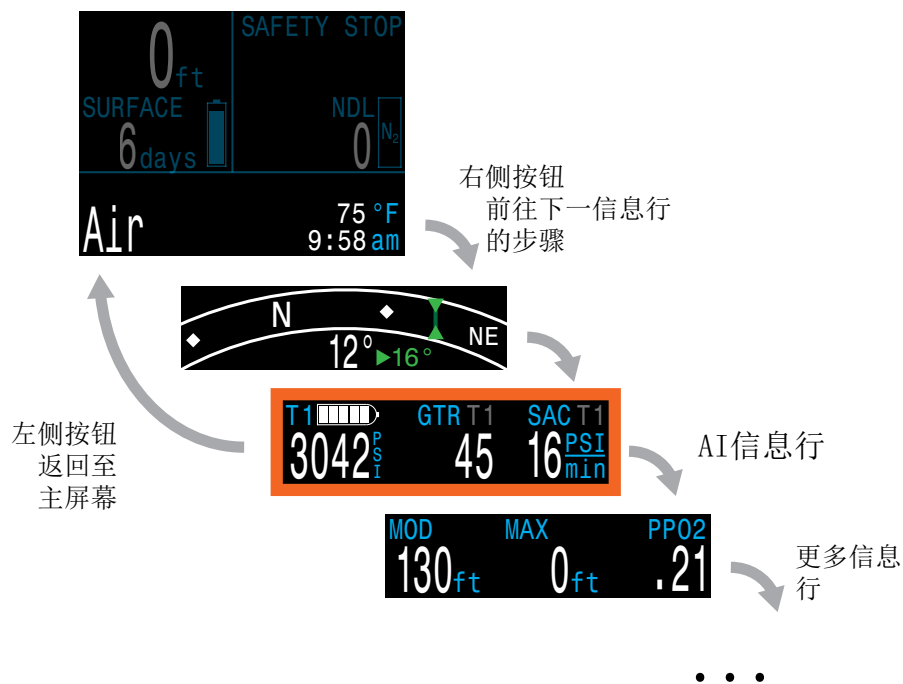 SAFETY STOP
0ft
SURFACE
NDL
6days
0
N2
Air
75 °F
9:58 am
右侧按钮
前往下一信息行
的步骤
N
NE
12° ▶16°
左侧按钮
返回至
主屏幕
T1 GTR T1 SAC T1
3042 PSI 45 16 PSI/min
AI信息行
MOD MAX PPO2
130ft 0ft .21
更多信息
行
...